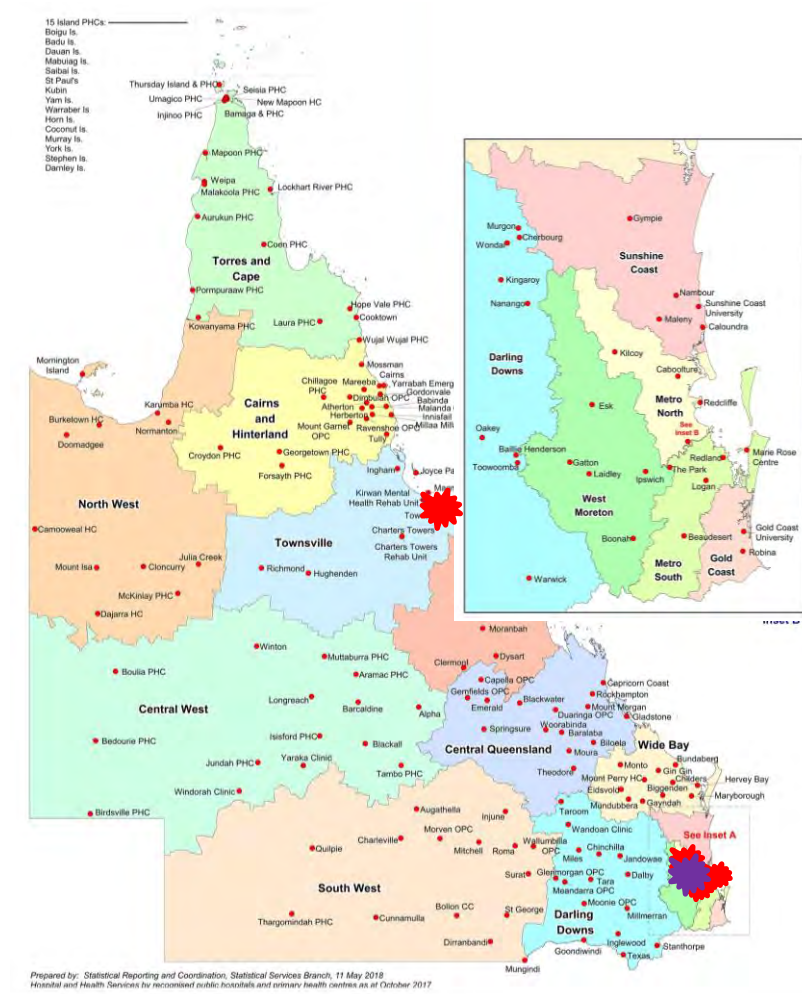 15 Island PHCs:
Boigu Is.
Badu Is.
Dauan Is.
Mabuiag Is.
Saibai Is.
St Paul's
Kubin
Yam Is.
Warraber Is
Horn Is.
Coconut Is.
Murray Is.
York Is.
Stephen Is.
Darnley Is.
Thursday Island & PHC
Seisia PHC
Umagico PHC
New Mapoon HC
Injinoo PHC
Bamaga & PHC
Mapoon PHC
Weipa
Malakoola PHC
Lockhart River PHC
Aurukun PHC
Coen PHC
Torres and
Cape
Pormpuraaw PHC
Hope Vale PHC
Cooktown
Kowanyama PHC
Laura PHC
Wujal Wujal PHC
Mossman
Mornington
Island
Cairns
Chillagoe
PHC
Mareeba
Yarrabah Emerg
Gordonvale
Dimbulah OPC
Babinda
Karumba HC
Cairns
and
Hinterland
Atherton
Malanda
Herberton
Innisfail
Burkelown HC
Normanton
Mount Garnet
OPC
Ravenshoe OPC
Millaa Mill
Doomadgee
Tully
Croydon PHC
Georgetown PHC
Forsayth PHC
Ingham
Joyce Pa
North West
Kirwan Mental
Health Rehab Unit
Camooweal HC
Townsville
Charters Towers
Charters Towers
Rehab Unit
Julia Creek
Mount Isa
Cloncurry
Richmond
Hughenden
McKinlay PHC
Dajarra HC
Gympie
Murgon
Cherbourg
Wondai
Sunshine
Coast
Kingaroy
Nambour
Nanango
Sunshine Coast
University
Maleny
Caloundra
Darling
Downs
Kilcoy
Caboolture
Esk
Metro
North
Redcliffe
See
Inset B
Oakey
Baillie Henderson
Toowoomba
Gatton
Laidley
Ipswich
The Park
Redland
Marie Rose
Centre
Logan
West
Moreton
Boonah
Beaudesert
Gold Coast
University
Robina
Metro
South
Gold
Coast
Warwick
Moranbah
Winton
Muttaburra PHC
Clermont
Dysart
Boulia PHC
Aramac PHC
Capella OPC
Capricorn Coast
Gemfields OPC
Rockhampton
Central West
Longreach
Barcaldine
Alpha
Emerald
Blackwater
Mount Morgan
Duaringa OPC
Gladstone
Springsure
Woorabinda
Baralaba
Bedourie PHC
Isisford PHC
Blackall
Central Queensland
Biloela
Moura
Wide Bay
Jundah PHC
Yaraka Clinic
Tambo PHC
Theodore
Monto
Bundaberg
Mount Perry HC
Gin Gin
Childers
Hervey Bay
Windorah Clinic
Eidsvold
Biggenden
Maryborough
Mundubbera
Gayndah
Birdsville PHC
Augathella
Injune
Taroom
Wandoan Clinic
See Inset A
Morven OPC
Charleville
Wallumbilla
OPC
Quilpie
Mitchell
Roma
Chinchilla
Miles
Jandowae
Surat
Glenmorgan OPC
Tara
Dalby
Meandarra OPC
South West
Bollon CC
St George
Moonie OPC
Millmerran
Thargomindah PHC
Cunnamulla
Darling
Downs
Dirranbandi
Goondiwindi
Inglewood
Stanthorpe
Texas
Mungindi
Prepared by: Statistical Reporting and Coordination, Statistical Services Branch, 11 May 2018
Hospital and Health Services by recognised public hospitals and primary health centres as at October 2017